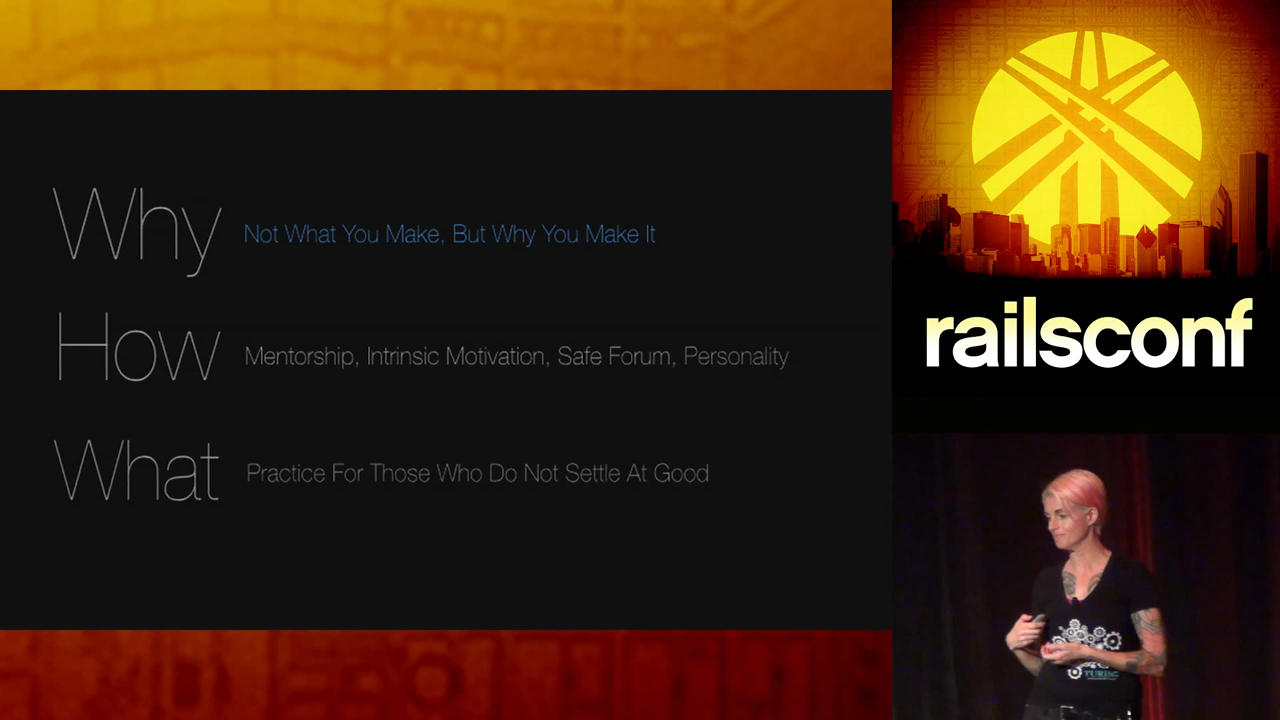 Why
Not What You Make, But Why You Make It
How
Mentorship, Intrinsic Motivation, Safe Forum, Personality
What
Practice For Those Who Do Not Settle At Good
railsconf
TURING